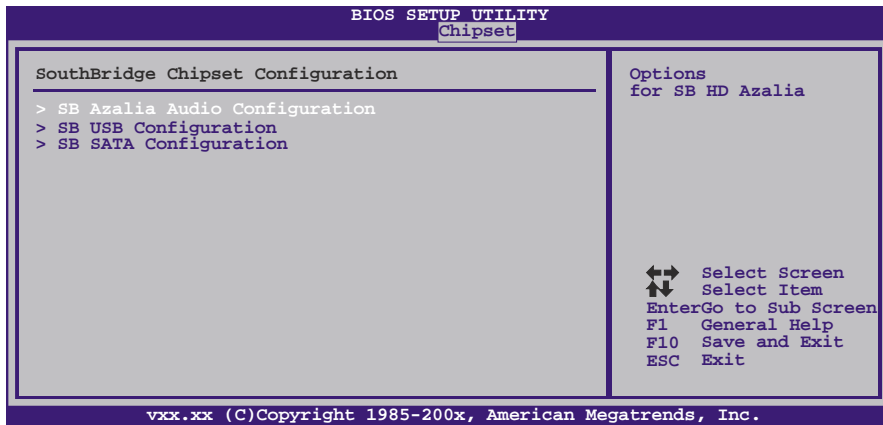 BIOS SETUP UTILITY
Chipset
SouthBridge Chipset Configuration
> SB Azalia Audio Configuration
> SB USB Configuration
> SB SATA Configuration
Options
for SB HD Azalia
Select Screen
Select Item
EnterGo to Sub Screen
F1 General Help
F10 Save and Exit
ESC Exit
vxx.xx (C)Copyright 1985-200x, American Megatrends, Inc.